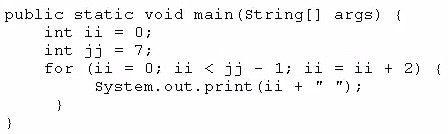 public static void main(String[] args) {
    int ii = 0;
    int jj = 7;
    for (ii = 0; ii < jj - 1; ii = ii + 2) {
         System.out.print(ii + " ");
     }
}